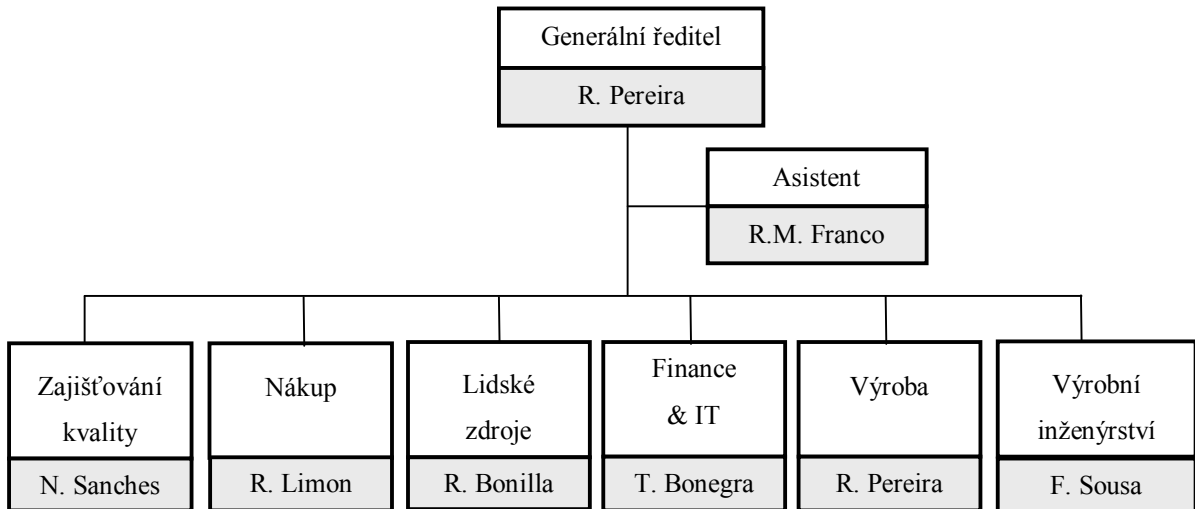 Generální ředitel
R. Pereira
Asistent
R.M. Franco
Zajišťování
kvality
N. Sanches
Nákup
R. Limon
Lidské
zdroje
R. Bonilla
Finance
& IT
T. Bonegra
Výroba
R. Pereira
Výrobní
inženýrství
F. Sousa